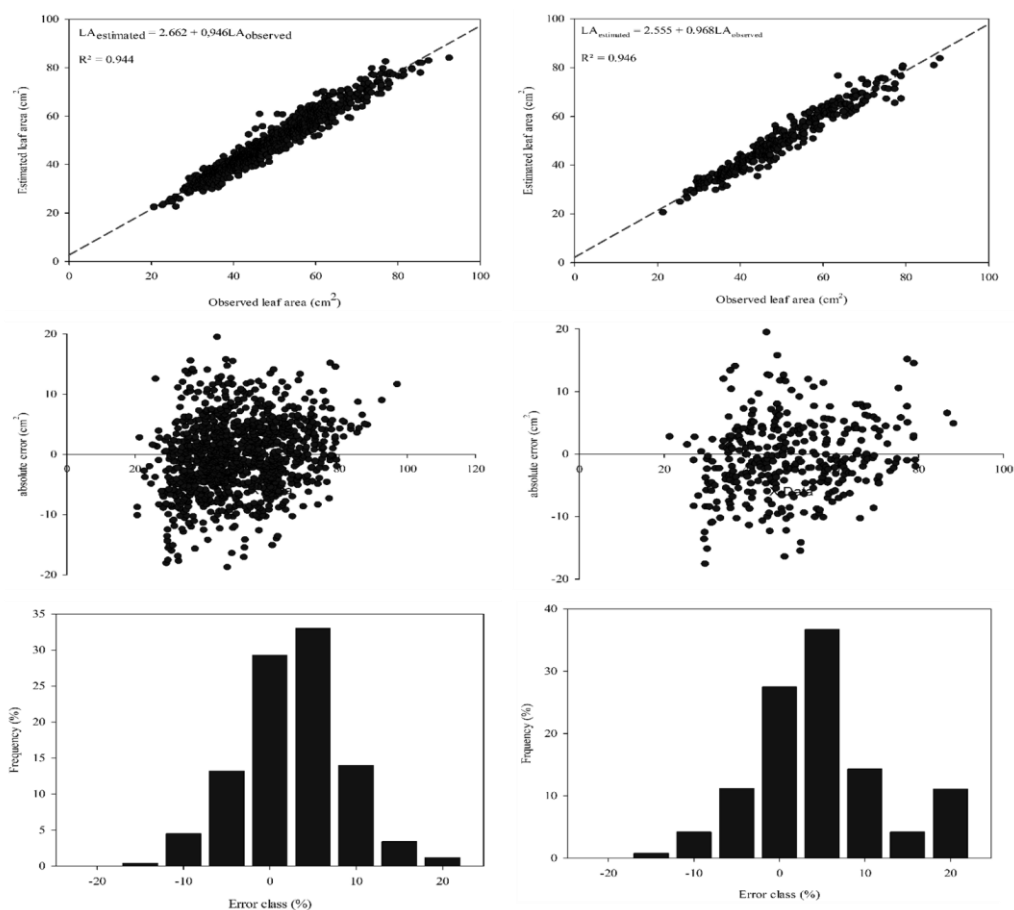 100
80
60
40
20
0
LAestimated = 2.662 + 0,946LAobserved
R² = 0.944
Estimated leaf area (cm²)
0 20 40 60 80 100
Observed leaf area (cm²)
100
80
60
40
20
0
LAestimated = 2.555 + 0.968LAobserved
R² = 0.946
Estimated leaf area (cm²)
0 20 40 60 80 100
Observed leaf area (cm²)
20
10
0
-10
-20
absolute error (cm²)
0 20 80 100 120
20
10
0
-10
-20
absolute error (cm²)
0 20 80 100
X Data
35
30
25
20
15
10
5
0
Frequency (%)
-20 -10 0 10 20
Error class (%)
40
30
20
10
0
Frquency (%)
-20 -10 0 10 20
Error class (%)